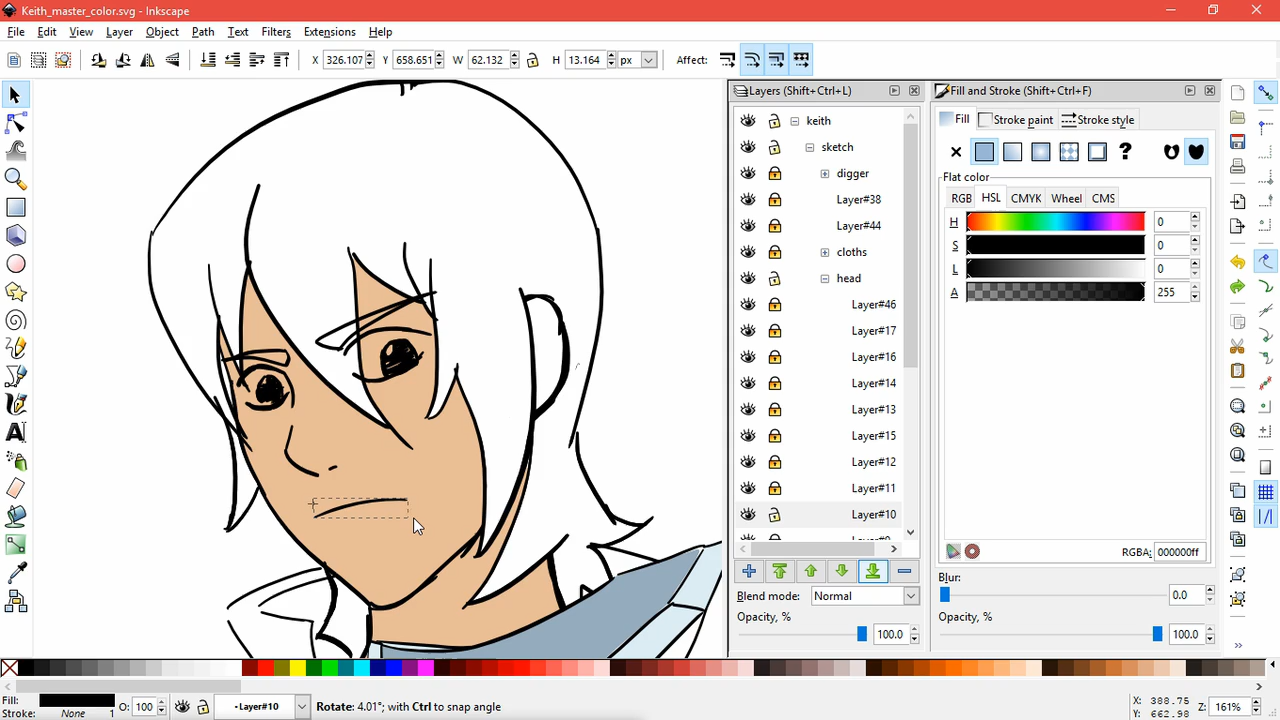 Keith_master_color.svg - Inkscape
File Edit View Layer Object Path Filters Text Extensions Help
X 326.107 Y 658.651 W 62.132 H 13.164 px Affect:
Layers (Shift+Ctrl+L)
keith
sketch
digger
Layer#38
Layer#44
cloths
head
Layer#46
Layer#17
Layer#16
Layer#14
Layer#13
Layer#15
Layer#12
Layer#11
Layer#10
Blend mode: Normal
Opacity, %
100.0
Fill and Stroke (Shift+Ctrl+F)
Fill Stroke paint Stroke style
?
Flat color
RGB HSL CMYK Wheel CMS
H 0
S 0
L 0
A 255
RGBA: 000000ff
Blur:
0.0
Opacity, %
100.0
Fill:
Stroke: None 1
O: 100
•Layer#10
Rotate: 4.01°; with Ctrl to snap angle
X: 388.75
Y: 662.58
Z: 161%